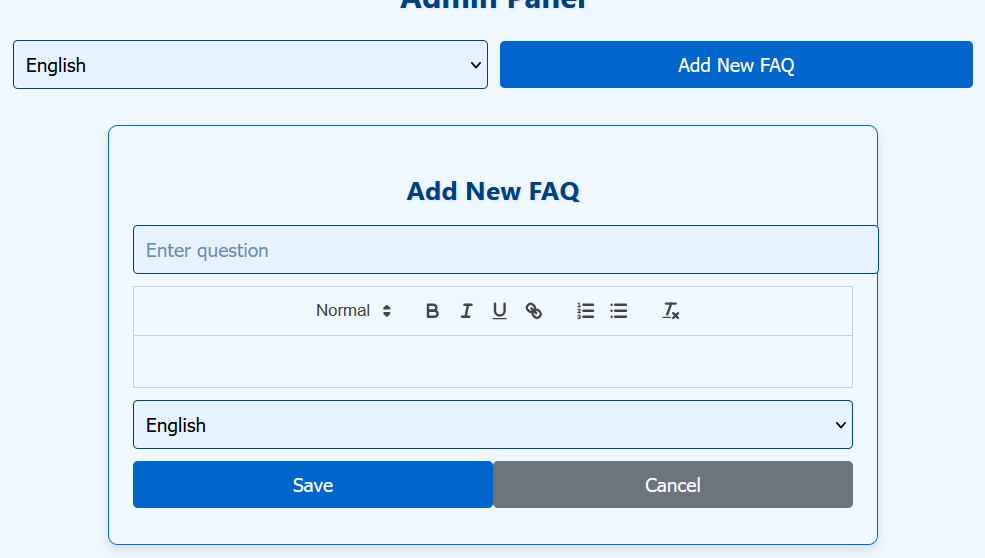 Admin Panel
English
Add New FAQ
Add New FAQ
Enter question
Normal
English
Save
Cancel